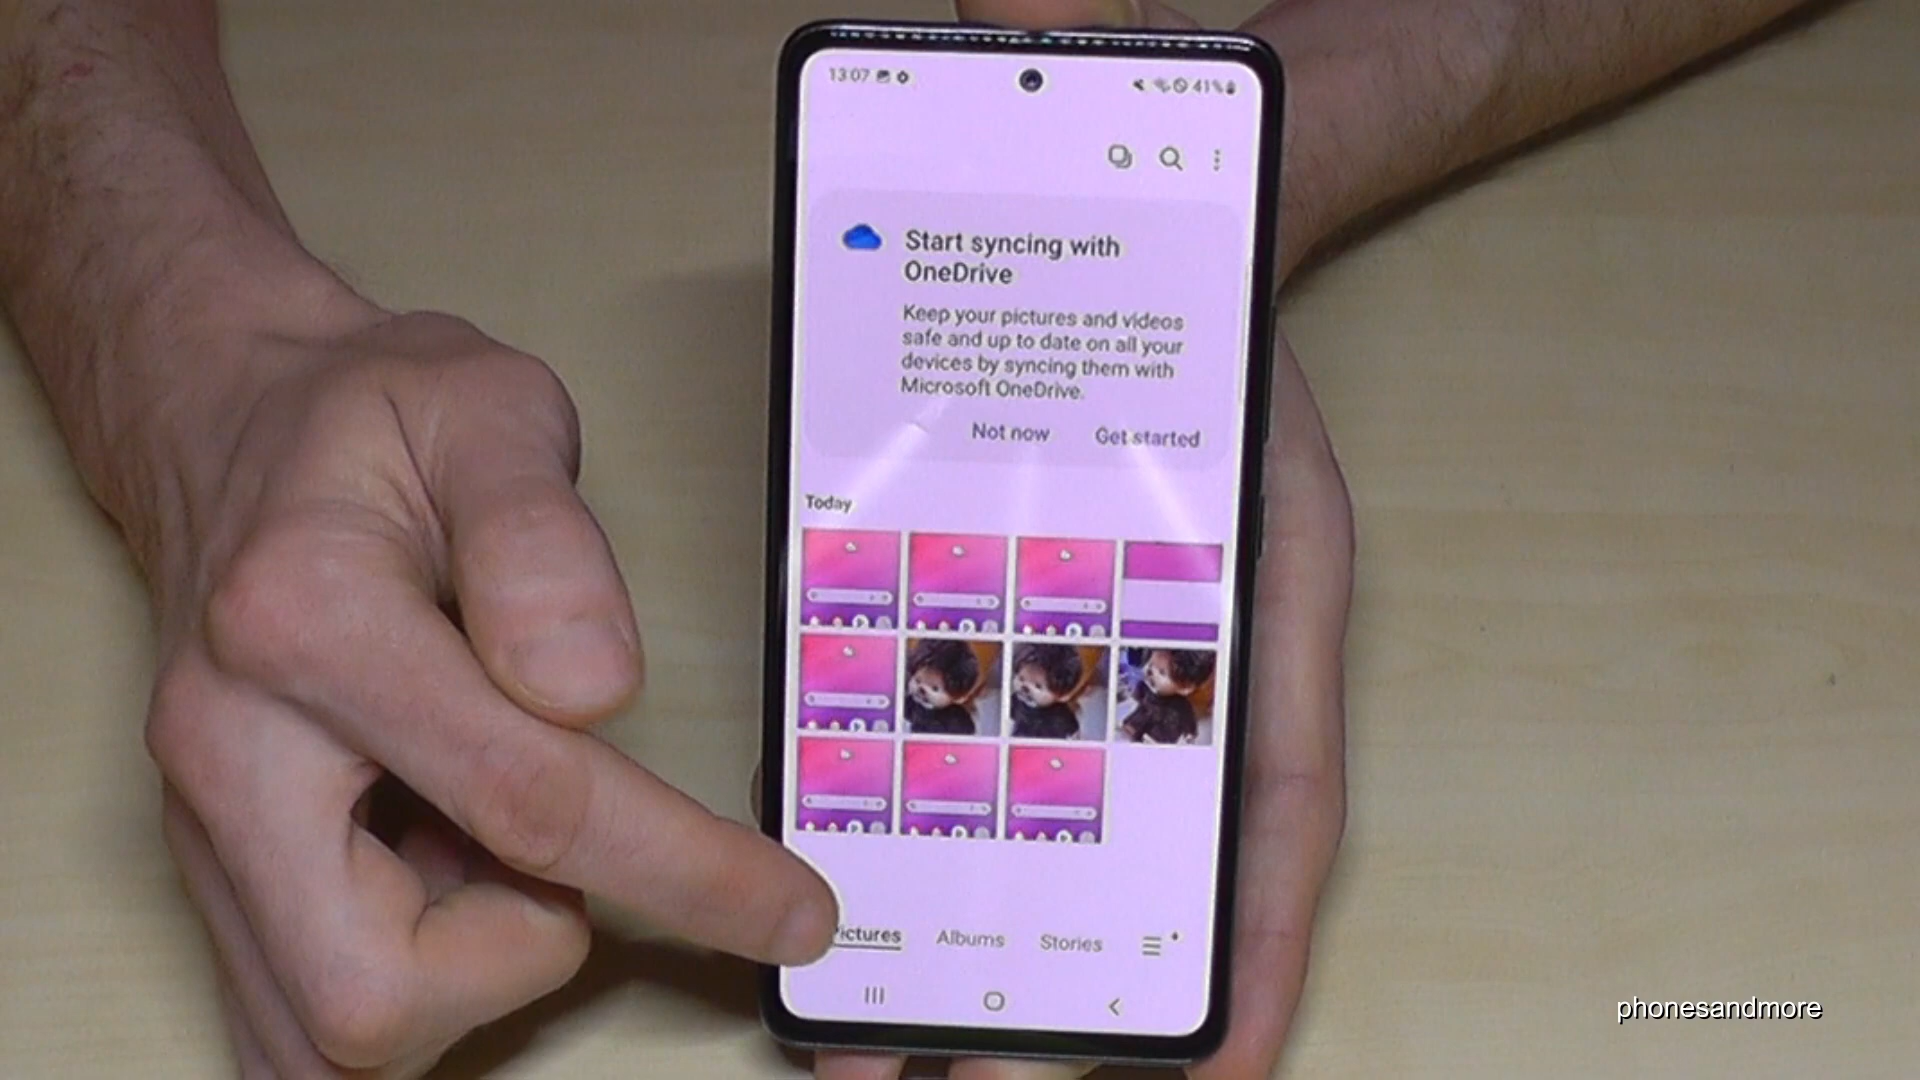 13:07
41%
Start syncing with
OneDrive
Keep your pictures and videos
safe and up to date on all your
devices by syncing them with
Microsoft OneDrive.
Not now Get started
Today
Pictures Albums Stories
phonesandmore